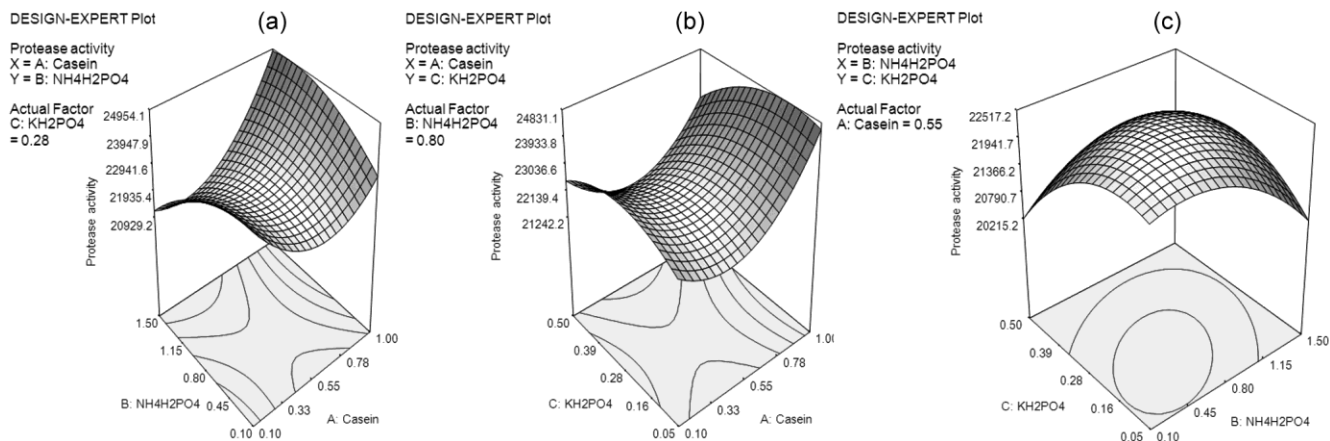 DESIGN-EXPERT Plot
(a)
Protease activity
X = A: Casein
Y = B: NH4H2PO4
Actual Factor
C: KH2PO4
= 0.28
24954.1
23947.9
22941.6
21935.4
20929.2
Protease activity
1.50
1.15
0.80
0.45
0.10
B: NH4H2PO4
1.00
0.78
0.55
0.33
0.10
A: Casein
DESIGN-EXPERT Plot
(b)
Protease activity
X = A: Casein
Y = C: KH2PO4
Actual Factor
B: NH4H2PO4
= 0.80
24831.1
23933.8
23036.6
22139.4
21242.2
Protease activity
0.50
0.39
0.28
0.16
0.05
C: KH2PO4
1.00
0.78
0.55
0.33
0.10
A: Casein
DESIGN-EXPERT Plot
(c)
Protease activity
X = B: NH4H2PO4
Y = C: KH2PO4
Actual Factor
A: Casein = 0.55
22517.2
21941.7
21366.2
20790.7
20215.2
Protease activity
0.50
0.39
0.28
0.16
0.05
C: KH2PO4
1.50
1.15
0.80
0.45
0.10
B: NH4H2PO4